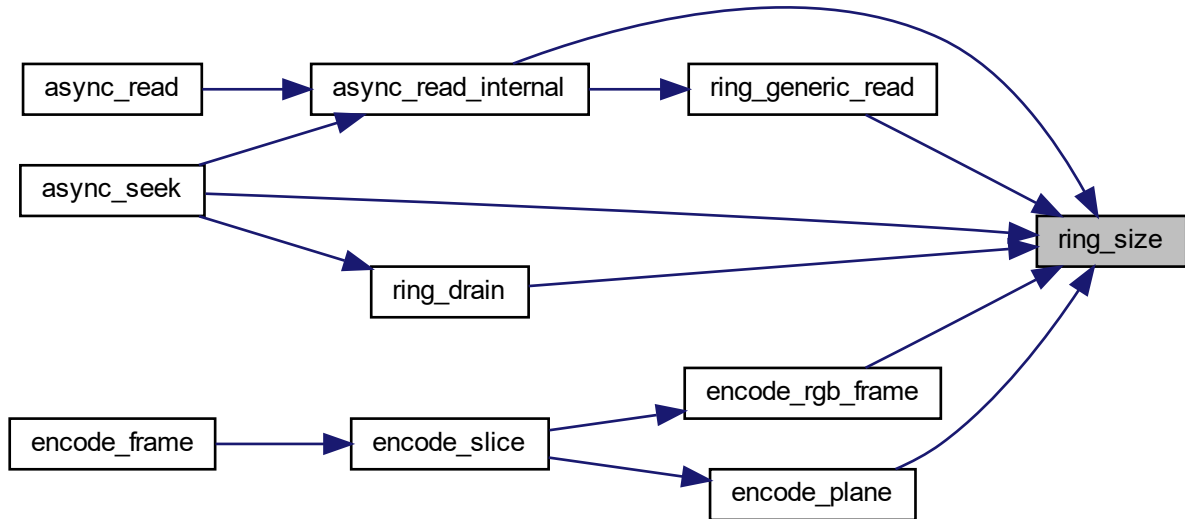 async_read
async_read_internal
ring_generic_read
async_seek
ring_size
ring_drain
encode_rgb_frame
encode_frame
encode_slice
encode_plane